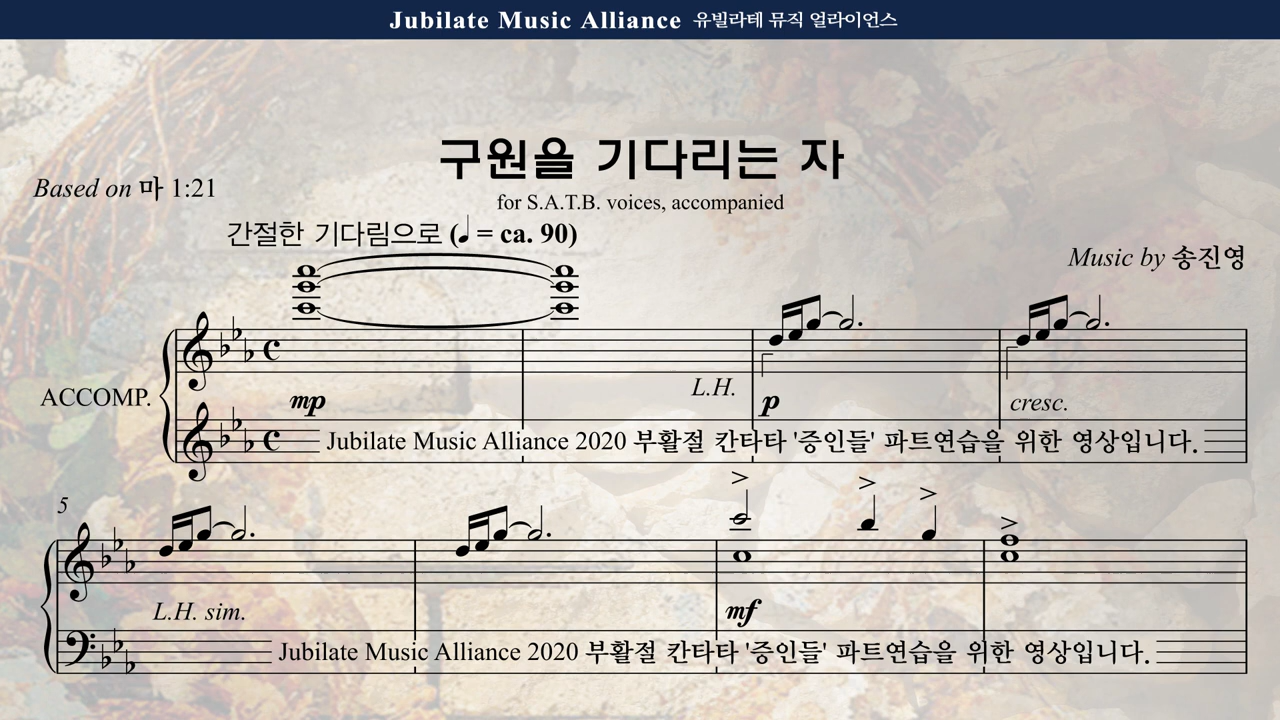 Jubilate Music Alliance 유빌라테 뮤직 얼라이언스
구원을 기다리는 자
Based on 마 1:21
for S.A.T.B. voices, accompanied
간절한 기다림으로 (♩ = ca. 90)
Music by 송진영
L.H.
ACCOMP.
mp
p
cresc.
Jubilate Music Alliance 2020 부활절 칸타타 '증인들' 파트연습을 위한 영상입니다.
5
L.H. sim.
mf
Jubilate Music Alliance 2020 부활절 칸타타 '증인들' 파트연습을 위한 영상입니다.